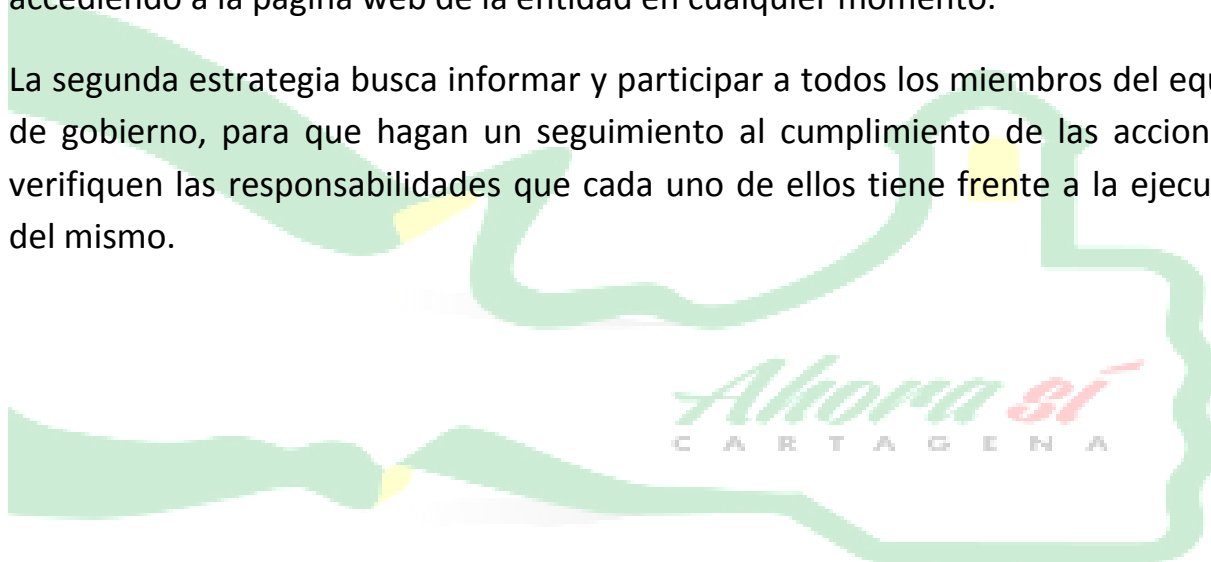 accediendo a la página web de la entidad en cualquier momento.
La segunda estrategia busca informar y participar a todos los miembros del equ
de gobierno, para que hagan un seguimiento al cumplimiento de las accion
verifiquen las responsabilidades que cada uno de ellos tiene frente a la ejecu
del mismo.
Ahora sí
CARTAGENA